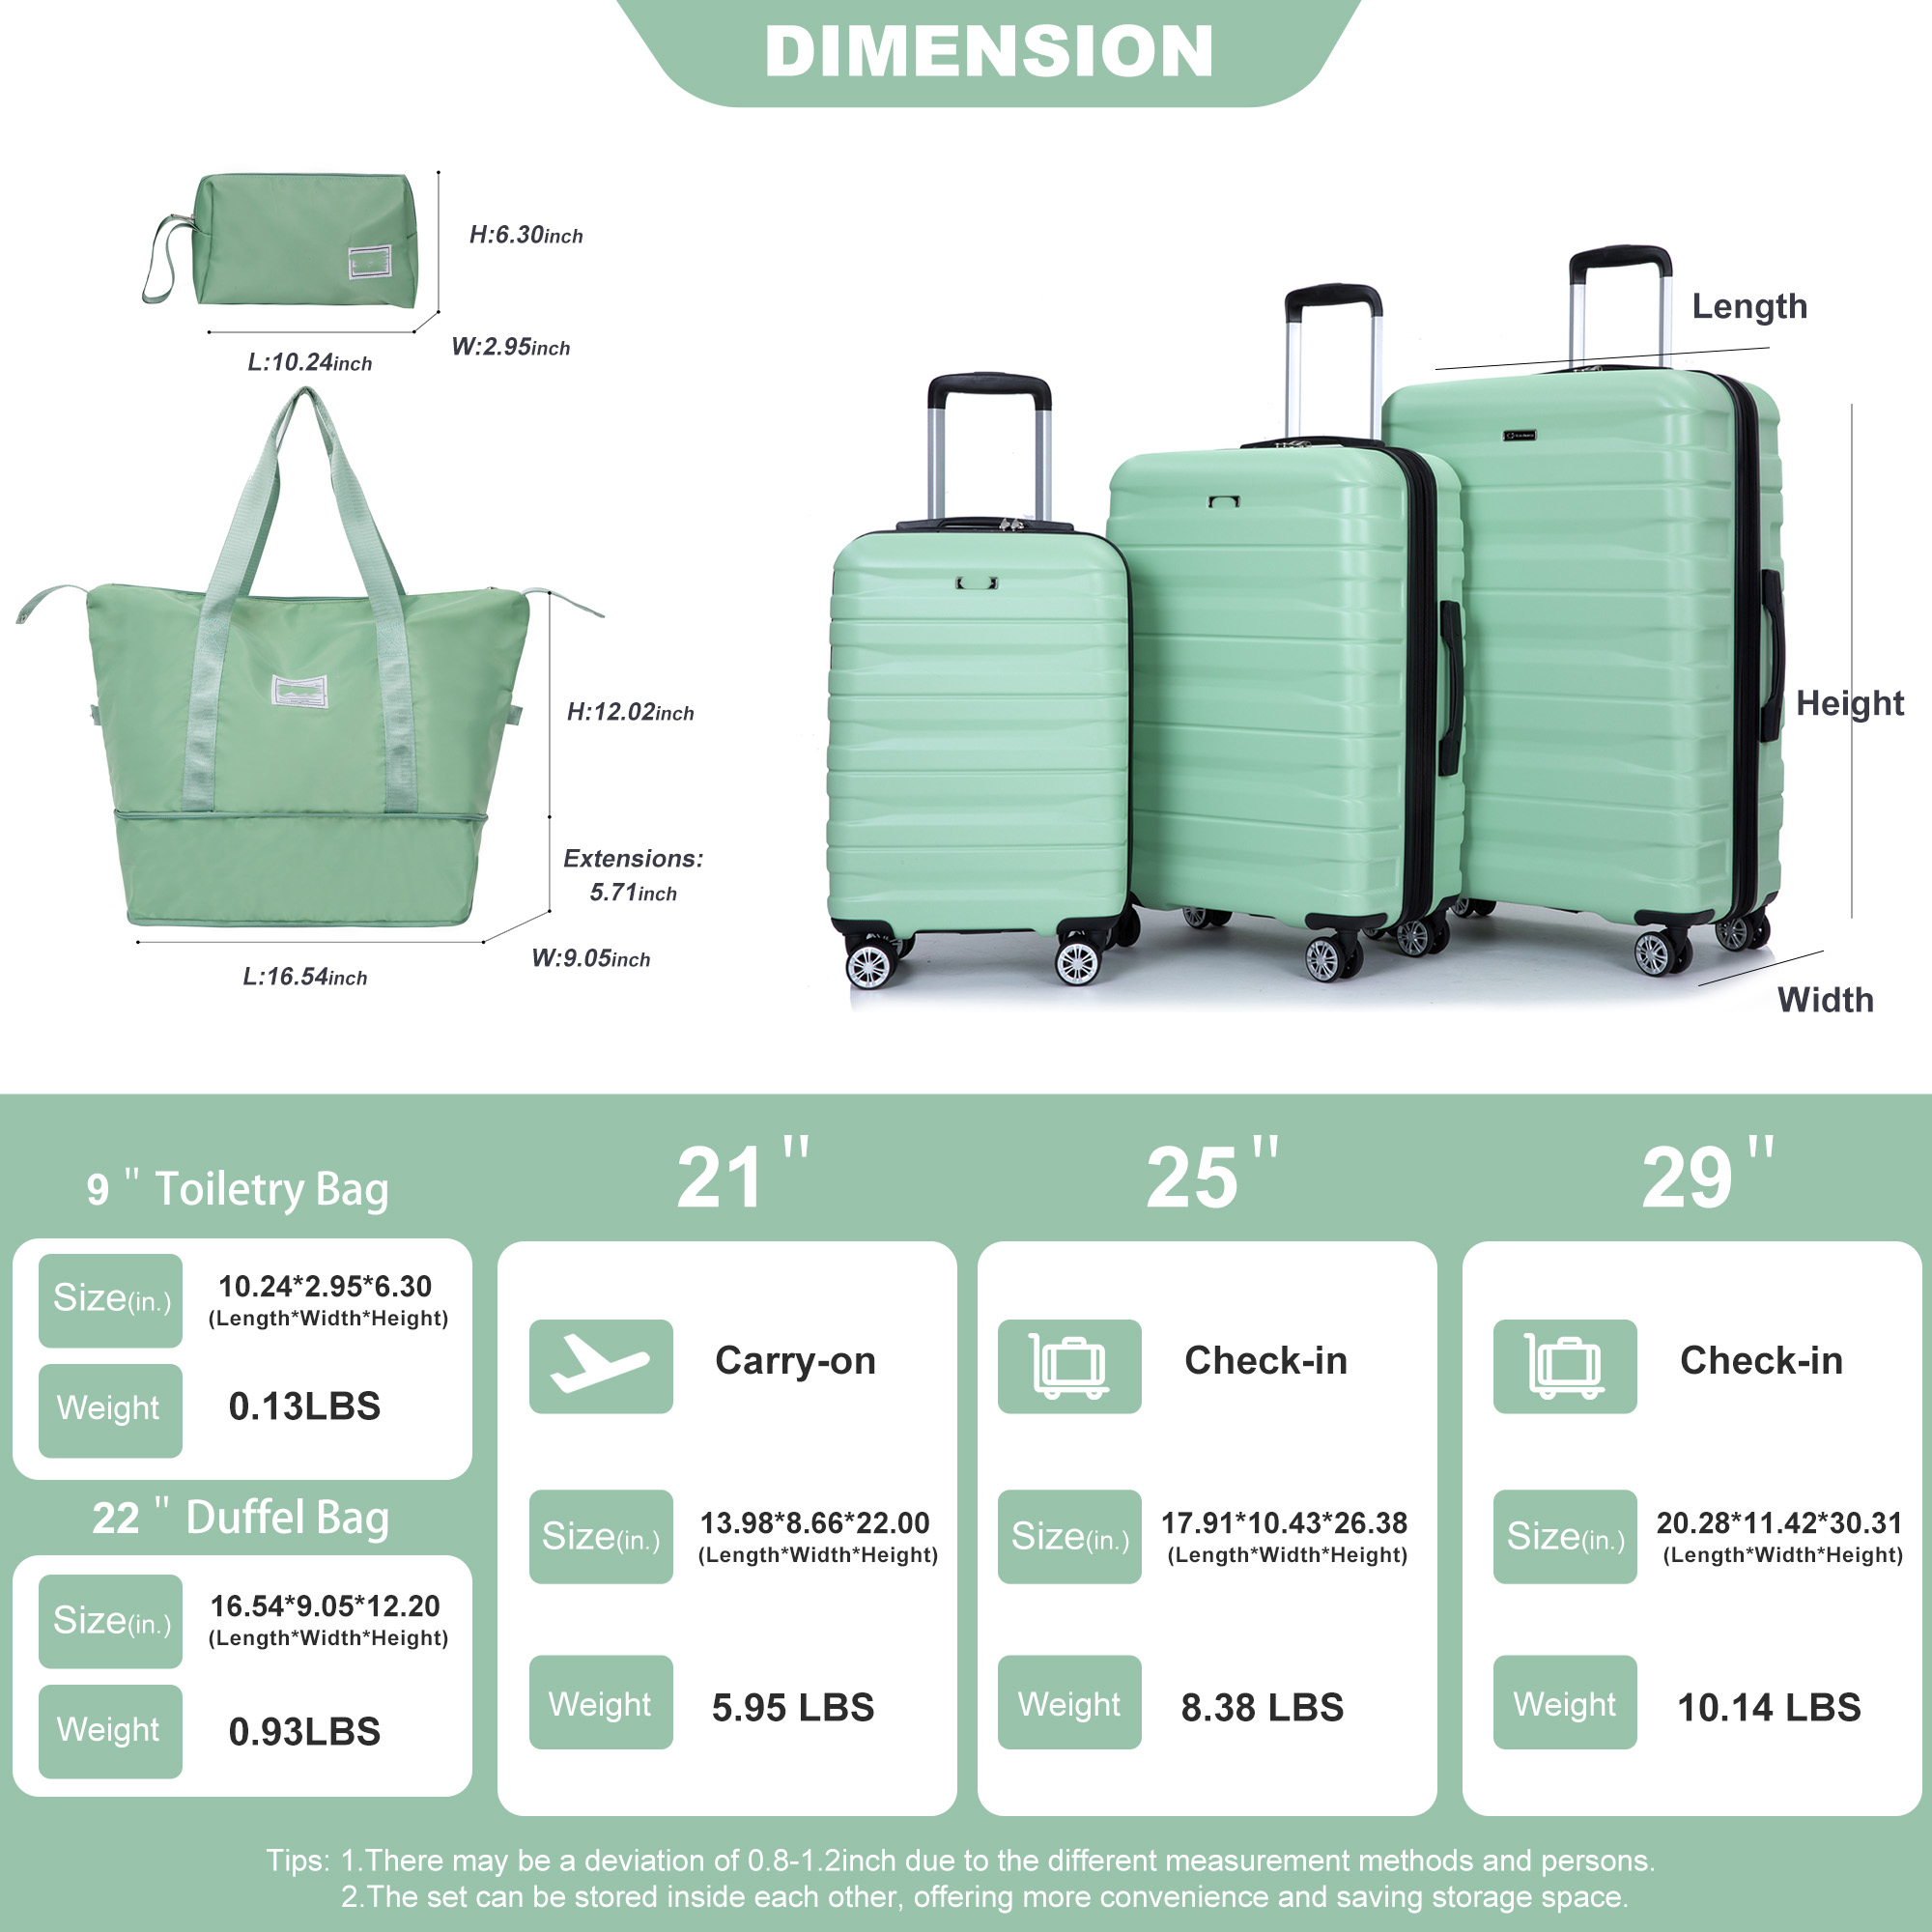 DIMENSION
H:6.30inch
W:2.95inch
L:10.24inch
H:12.02inch
Extensions:
5.71inch
W:9.05inch
L:16.54inch
Length
Height
Width
9 " Toiletry Bag
Size(in.)
10.24*2.95*6.30
(Length*Width*Height)
Weight
0.13LBS
22 " Duffel Bag
Size(in.)
16.54*9.05*12.20
(Length*Width*Height)
Weight
0.93LBS
21"
Carry-on
Size(in.)
13.98*8.66*22.00
(Length*Width*Height)
Weight
5.95 LBS
25"
Check-in
Size(in.)
17.91*10.43*26.38
(Length*Width*Height)
Weight
8.38 LBS
29"
Check-in
Size(in.)
20.28*11.42*30.31
(Length*Width*Height)
Weight
10.14 LBS
Tips: 1.There may be a deviation of 0.8-1.2inch due to the different measurement methods and persons.
2.The set can be stored inside each other, offering more convenience and saving storage space.